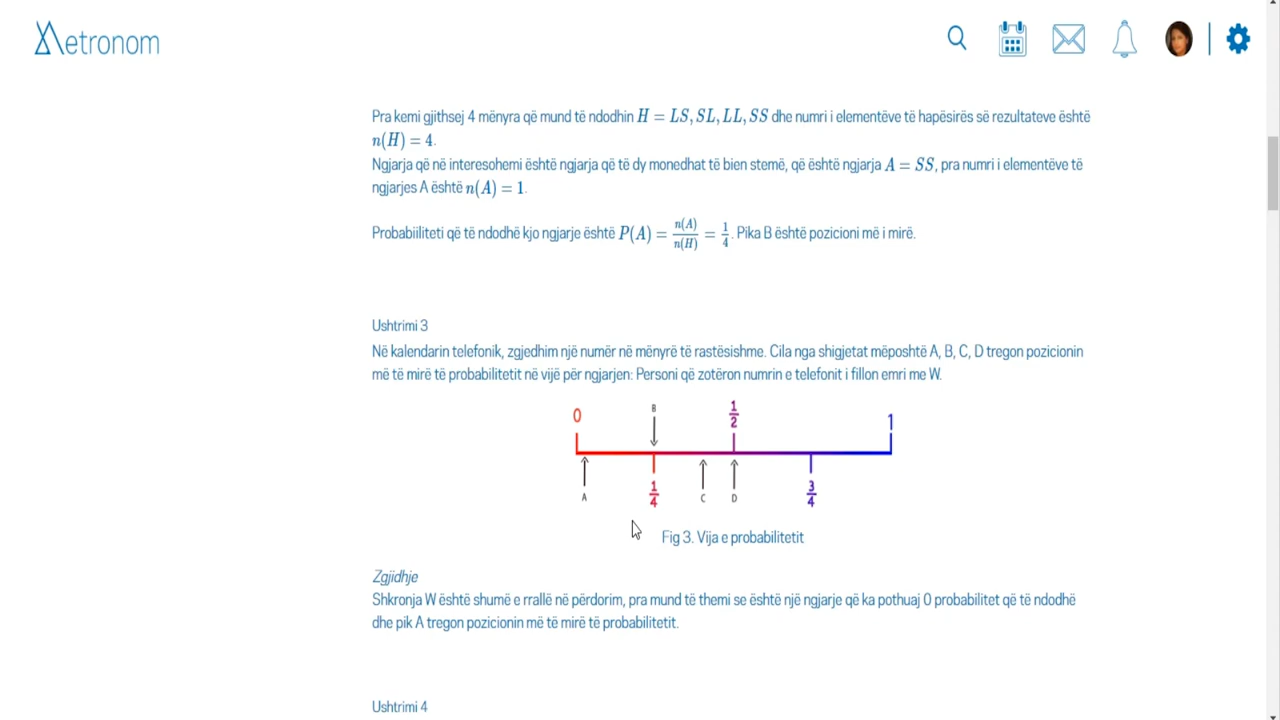 Metronom
Pra kemi gjithsej 4 mënyra që mund të ndodhin H = LS, SL, LL, SS dhe numri i elementëve të hapësirës së rezultateve është
n(H) = 4.
Ngjarja që në interesohemi është ngjarja që të dy monedhat të bien stemë, që është ngjarja A = SS, pra numri i elementëve të
ngjarjes A është n(A) = 1.
Probabiiliteti që të ndodhë kjo ngjarje është P(A) = n(A)/n(H) = 1/4. Pika B është pozicioni më i mirë.
Ushtrimi 3
Në kalendarin telefonik, zgjedhim një numër në mënyrë të rastësishme. Cila nga shigjetat mëposhtë A, B, C, D tregon pozicionin
më të mirë të probabilitetit në vijë për ngjarjen: Personi që zotëron numrin e telefonit i fillon emri me W.
0 B 1/2 1
A 1/4 C D 3/4
Fig 3. Vija e probabilitetit
Zgjidhje
Shkronja W është shumë e rrallë në përdorim, pra mund të themi se është një ngjarje që ka pothuaj 0 probabilitet që të ndodhë
dhe pik A tregon pozicionin më të mirë të probabilitetit.
Ushtrimi 4